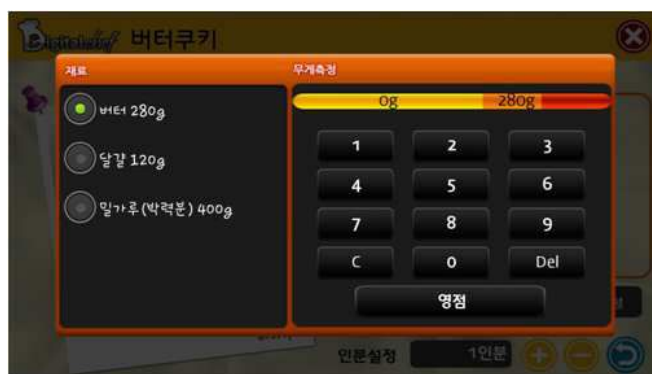 Digitalchef 버터쿠키
재료
무게측정
버터 280g
달걀 120g
밀가루(박력분) 400g
0g 280g
1 2 3
4 5 6
7 8 9
C 0 Del
영점
인분설정 1인분